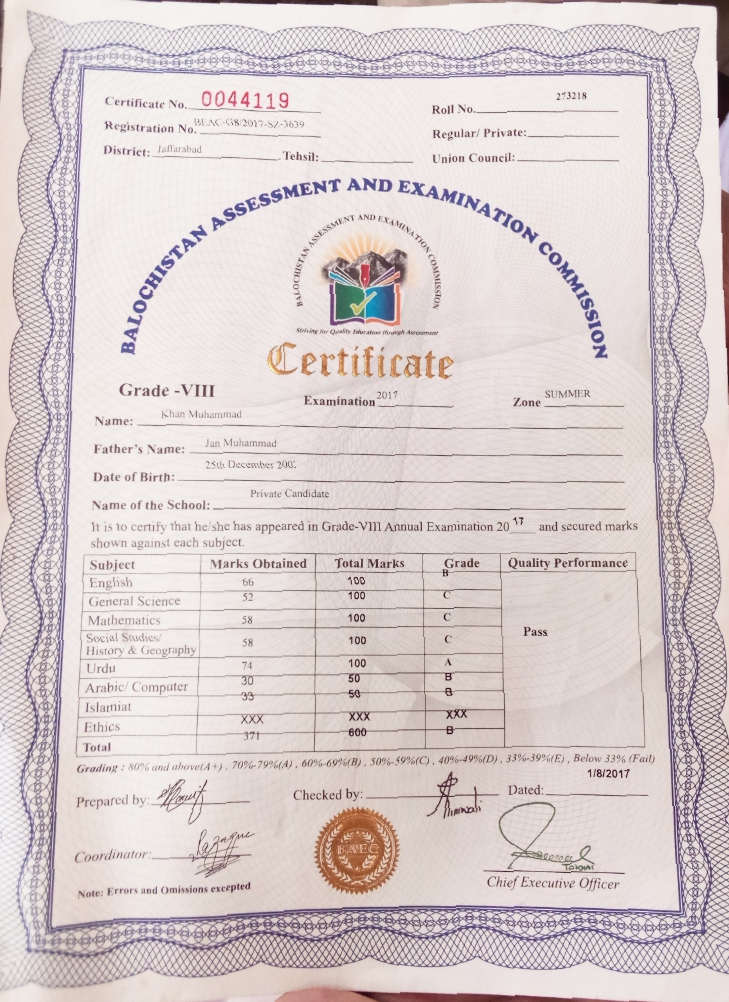 Certificate No. 0044119
Roll No. 273218
Registration No. BEAC-G8/2017-SZ-3639
Regular/ Private:
District: Jaffarabad Tehsil:
Union Council:
BALOCHISTAN ASSESSMENT AND EXAMINATION COMMISSION
BALOCHISTAN ASSESSMENT AND EXAMINATION COMMISSION
Striving for Quality Education through Assessment
Certificate
Grade -VIII Examination 2017 Zone SUMMER
Name: Khan Muhammad
Father's Name: Jan Muhammad
Date of Birth: 25th December
Name of the School: Private Candidate
It is to certify that he/she has appeared in Grade-VIII Annual Examination 2017 and secured marks
shown against each subject.
Subject Marks Obtained Total Marks Grade Quality Performance
English 66 100 B
General Science 52 100 C
Mathematics 58 100 C
Social Studies/
History & Geography 58 100 C
Pass
Urdu 74 100 A
Arabic/ Computer 30 50 B
Islamiat 33 50 B
Ethics XXX XXX XXX
Total 371 600 B
Grading : 80% and above(A+) , 70%-79%(A) , 60%-69%(B) , 50%-59%(C) , 40%-49%(D) , 33%-39%(E) , Below 33% (Fail)
1/8/2017
Prepared by: Checked by: Dated:
Coordinator:
BAEC
Chief Executive Officer
Note: Errors and Omissions excepted